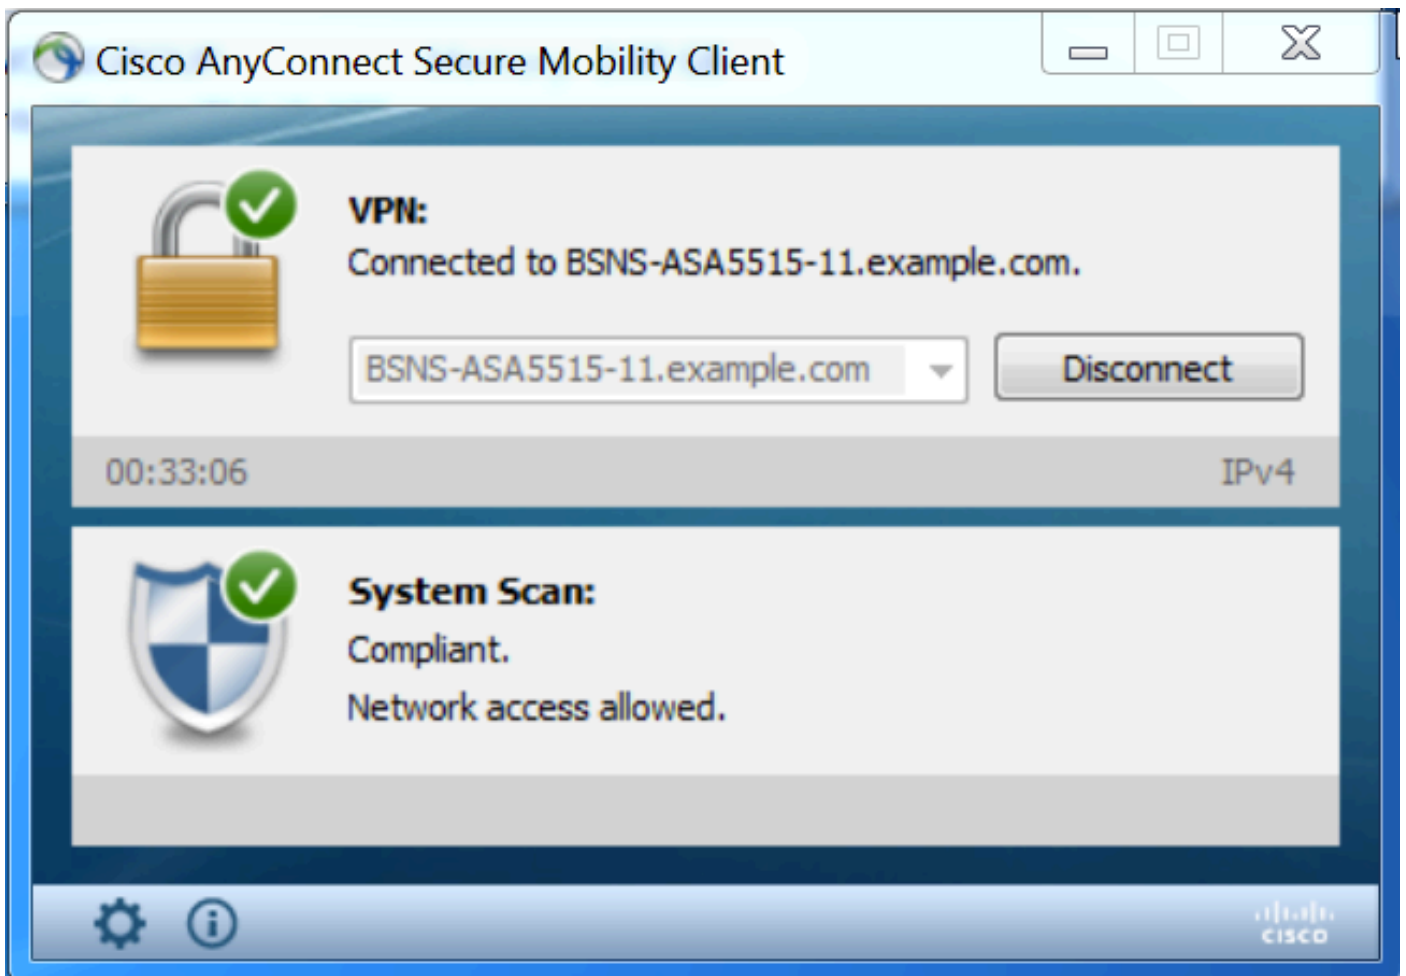 Cisco AnyConnect Secure Mobility Client
VPN:
Connected to BSNS-ASA5515-11.example.com.
BSNS-ASA5515-11.example.com
Disconnect
00:33:06
IPv4
System Scan:
Compliant.
Network access allowed.
CISCO